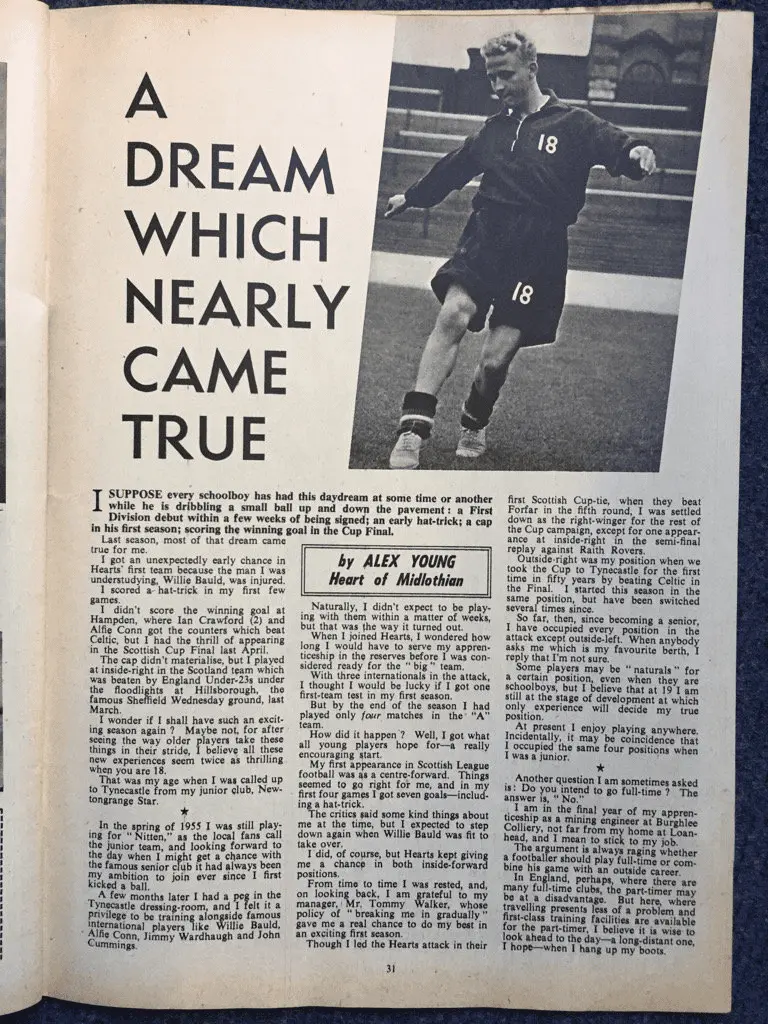 A
DREAM
WHICH
NEARLY
CAME
TRUE
18
18
I SUPPOSE every schoolboy has had this daydream at some time or another
while he is dribbling a small ball up and down the pavement: a First
Division debut within a few weeks of being signed; an early hat-trick; a cap
in his first season; scoring the winning goal in the Cup Final.
Last season, most of that dream came
true for me.
I got an unexpectedly early chance in
Hearts' first team because the man I was
understudying, Willie Bauld, was injured.
I scored a hat-trick in my first few
games.
I didn't score the winning goal at
Hampden, where Ian Crawford (2) and
Alfie Conn got the counters which beat
Celtic, but I had the thrill of appearing
in the Scottish Cup Final last April.
The cap didn't materialise, but I played
at inside-right in the Scotland team which
was beaten by England Under-23s under
the floodlights at Hillsborough, the
famous Sheffield Wednesday ground, last
March.
I wonder if I shall have such an excit-
ing season again? Maybe not, for after
seeing the way older players take these
things in their stride, I believe all these
new experiences seem twice as thrilling
when you are 18.
That was my age when I was called up
to Tynecastle from my junior club, New-
tongrange Star.
★
In the spring of 1955 I was still play-
ing for "Nitten," as the local fans call
the junior team, and looking forward to
the day when I might get a chance with
the famous senior club it had always been
my ambition to join ever since I first
kicked a ball.
A few months later I had a peg in the
Tynecastle dressing-room, and I felt it a
privilege to be training alongside famous
international players like Willie Bauld,
Alfie Conn, Jimmy Wardhaugh and John
Cummings.
by ALEX YOUNG
Heart of Midlothian
Naturally, I didn't expect to be play-
ing with them within a matter of weeks,
but that was the way it turned out.
When I joined Hearts, I wondered how
long I would have to serve my appren-
ticeship in the reserves before I was con-
sidered ready for the "big" team.
With three internationals in the attack,
I thought I would be lucky if I got one
first-team test in my first season.
But by the end of the season I had
played only four matches in the "A"
team.
How did it happen? Well, I got what
all young players hope for—a really
encouraging start.
My first appearance in Scottish League
football was as a centre-forward. Things
seemed to go right for me, and in my
first four games I got seven goals—includ-
ing a hat-trick.
The critics said some kind things about
me at the time, but I expected to step
down again when Willie Bauld was fit to
take over.
I did, of course, but Hearts kept giving
me a chance in both inside-forward
positions.
From time to time I was rested, and,
on looking back, I am grateful to my
manager, Mr. Tommy Walker, whose
policy of "breaking me in gradually"
gave me a real chance to do my best in
an exciting first season.
Though I led the Hearts attack in their
first Scottish Cup-tie, when they beat
Forfar in the fifth round, I was settled
down as the right-winger for the rest of
the Cup campaign, except for one appear-
ance at inside-right in the semi-final
replay against Raith Rovers.
Outside-right was my position when we
took the Cup to Tynecastle for the first
time in fifty years by beating Celtic in
the Final. I started this season in the
same position, but have been switched
several times since.
So far, then, since becoming a senior,
I have occupied every position in the
attack except outside-left. When anybody
asks me which is my favourite berth, I
reply that I'm not sure.
Some players may be "naturals" for
a certain position, even when they are
schoolboys, but I believe that at 19 I am
still at the stage of development at which
only experience will decide my true
position.
At present I enjoy playing anywhere.
Incidentally, it may be coincidence that
I occupied the same four positions when
I was a junior.
★
Another question I am sometimes asked
is: Do you intend to go full-time? The
answer is, "No."
I am in the final year of my appren-
ticeship as a mining engineer at Burghlee
Colliery, not far from my home at Loan-
head, and I mean to stick to my job.
The argument is always raging whether
a footballer should play full-time or com-
bine his game with an outside career.
In England, perhaps, where there are
many full-time clubs, the part-timer may
be at a disadvantage. But here, where
travelling presents less of a problem and
first-class training facilities are available
for the part-timer, I believe it is wise to
look ahead to the day—a long-distant one,
I hope—when I hang up my boots.
31